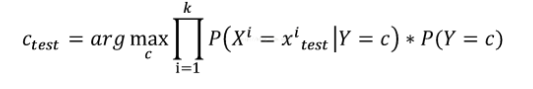 c_test = arg max_c ∏_{i=1}^{k} P(X^i = x^i_test | Y = c) * P(Y = c)